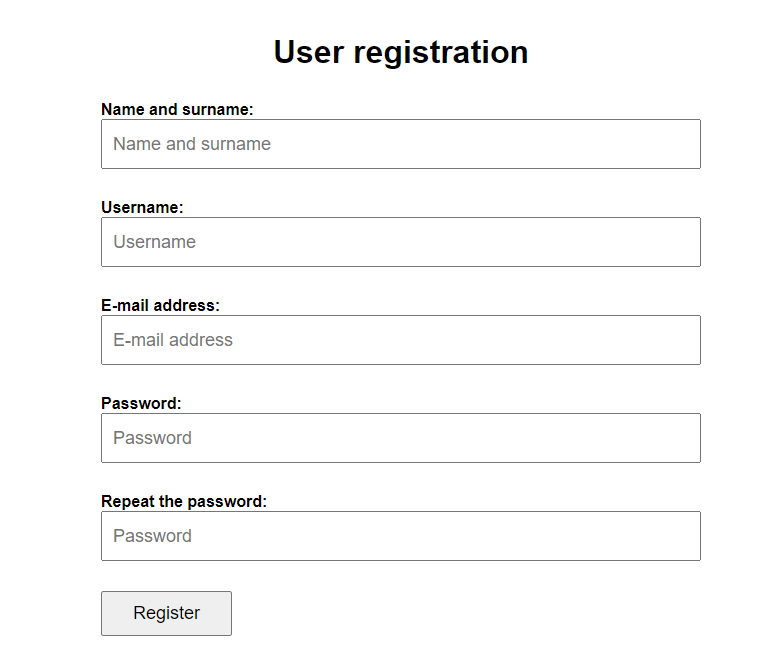 User registration
Name and surname:
Name and surname
Username:
Username
E-mail address:
E-mail address
Password:
Password
Repeat the password:
Password
Register